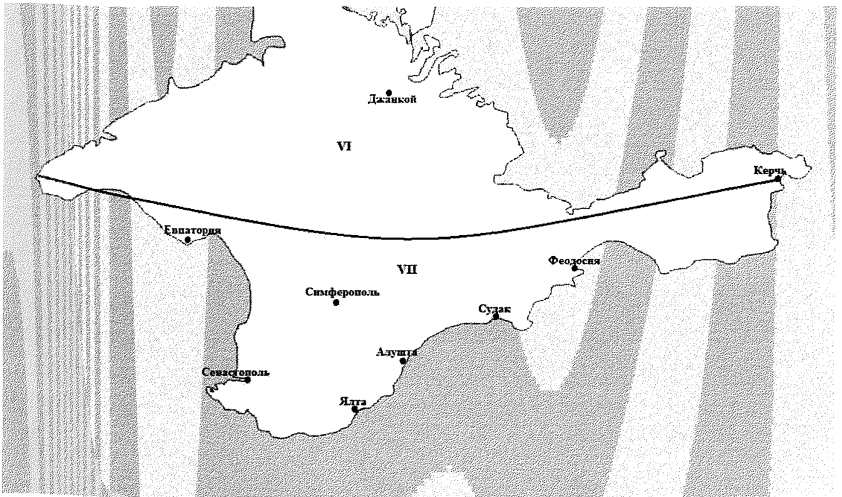 Джанкой
VI
Керчь
Евпатория
Феодосия
VII
Симферополь
Судак
Алушта
Севастополь
Ялта